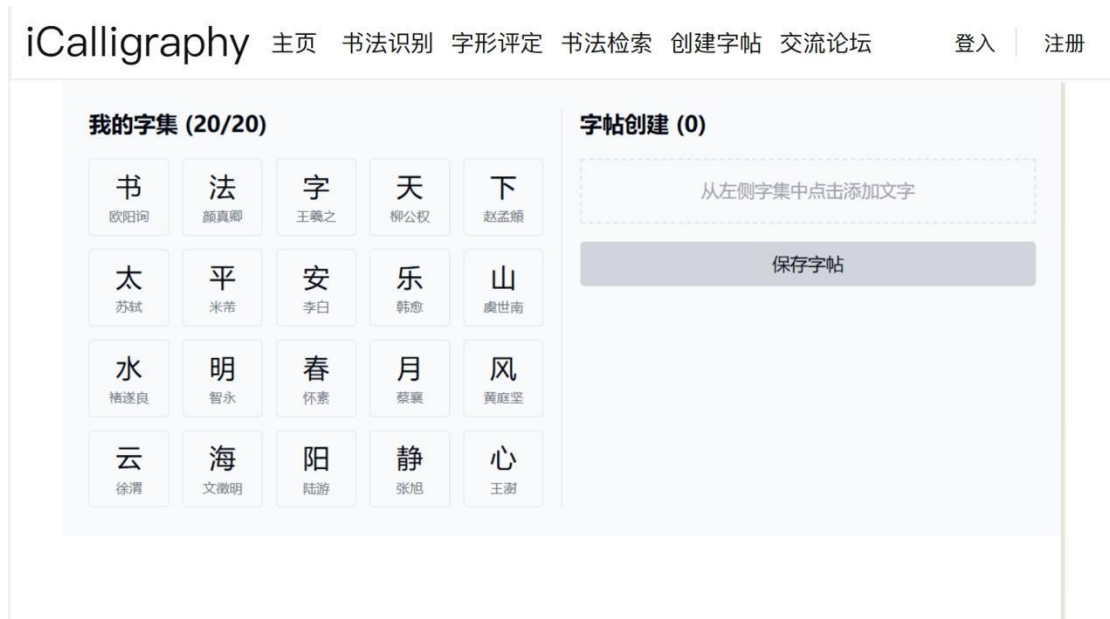 iCalligraphy 主页 书法识别 字形评定 书法检索 创建字帖 交流论坛 登入 注册
我的字集 (20/20)
书 法 字 天 下
欧阳询 颜真卿 王羲之 柳公权 赵孟頫
太 平 安 乐 山
苏轼 米芾 李白 韩愈 虞世南
水 明 春 月 风
褚遂良 智永 怀素 蔡襄 黄庭坚
云 海 阳 静 心
徐渭 文徵明 陆游 张旭 王澍
字帖创建 (0)
从左侧字集中点击添加文字
保存字帖